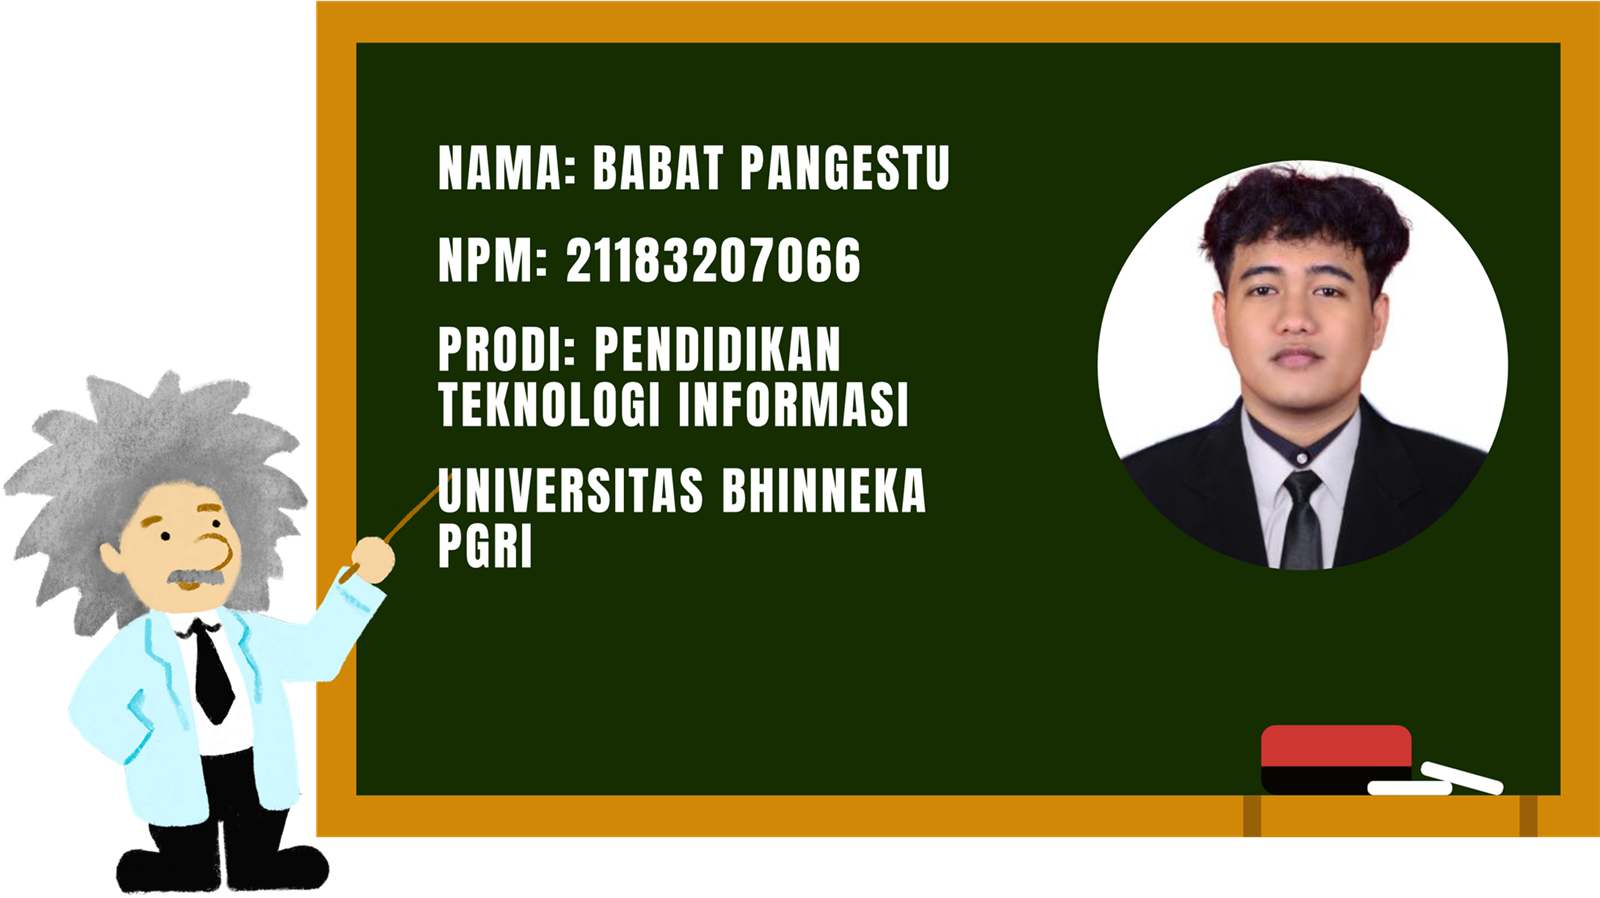 NAMA: BABAT PANGESTU
NPM: 21183207066
PRODI: PENDIDIKAN
TEKNOLOGI INFORMASI
UNIVERSITAS BHINNEKA
PGRI